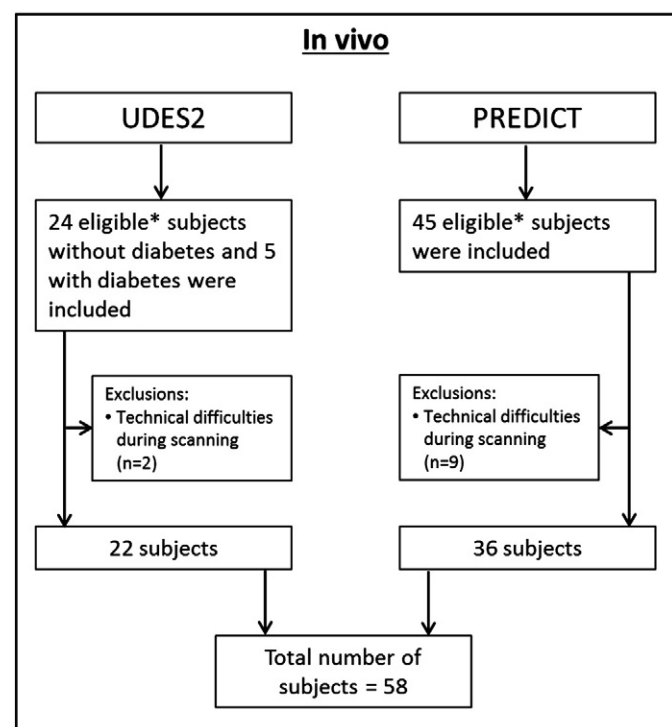 In vivo
UDES2
PREDICT
24 eligible* subjects
without diabetes and 5
with diabetes were
included
45 eligible* subjects
were included
Exclusions:
• Technical difficulties
during scanning
(n=2)
Exclusions:
• Technical difficulties
during scanning
(n=9)
22 subjects
36 subjects
Total number of
subjects = 58